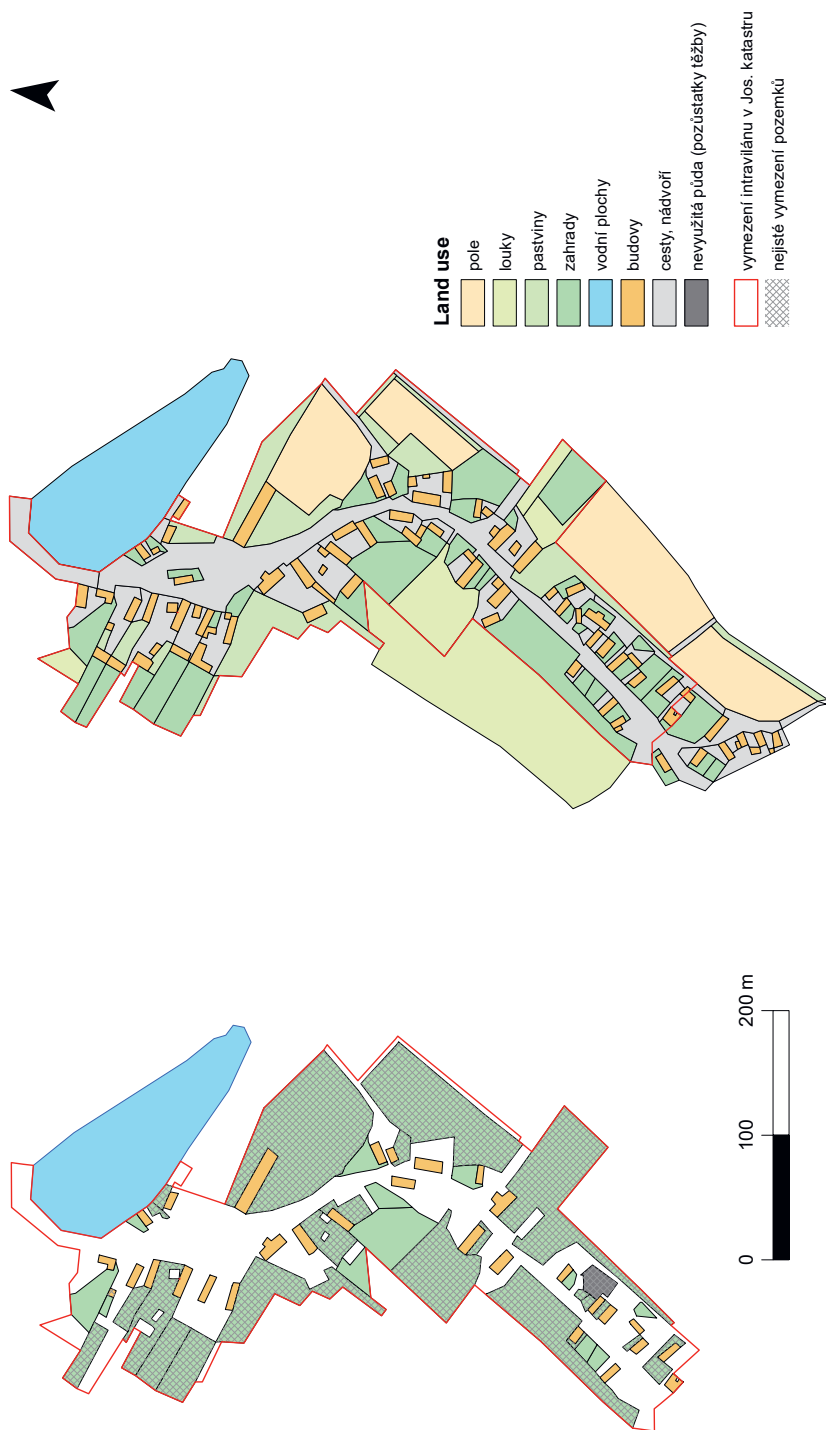 Land use
pole
louky
pastviny
zahrady
vodní plochy
budovy
cesty, nádvoří
nevyužitá půda (pozůstatky těžby)
vymezení intravilánu v Jos. katastru
nejisté vymezení pozemků
0
100
200 m